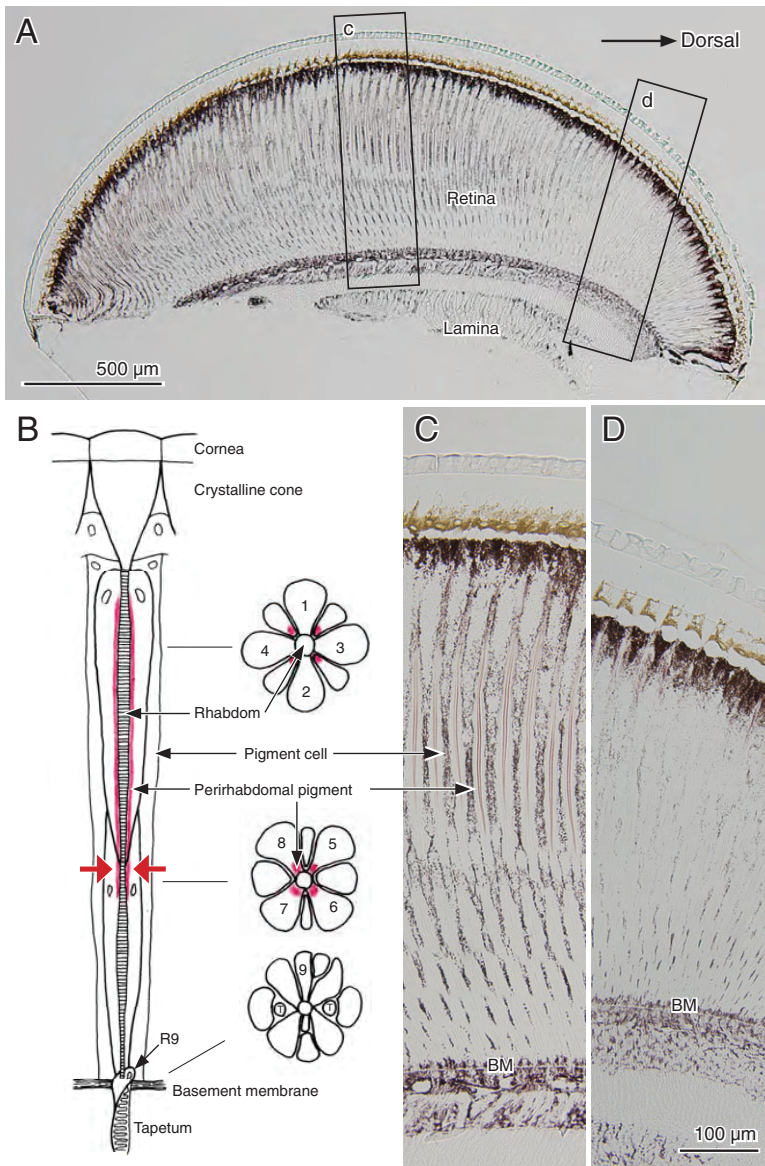 A
c
Dorsal
d
Retina
Lamina
500 µm
B
Cornea
Crystalline cone
1
4
3
2
Rhabdom
Pigment cell
Perirhabdomal pigment
8
5
7
6
9
T
T
R9
Basement membrane
Tapetum
C
BM
D
BM
100 µm